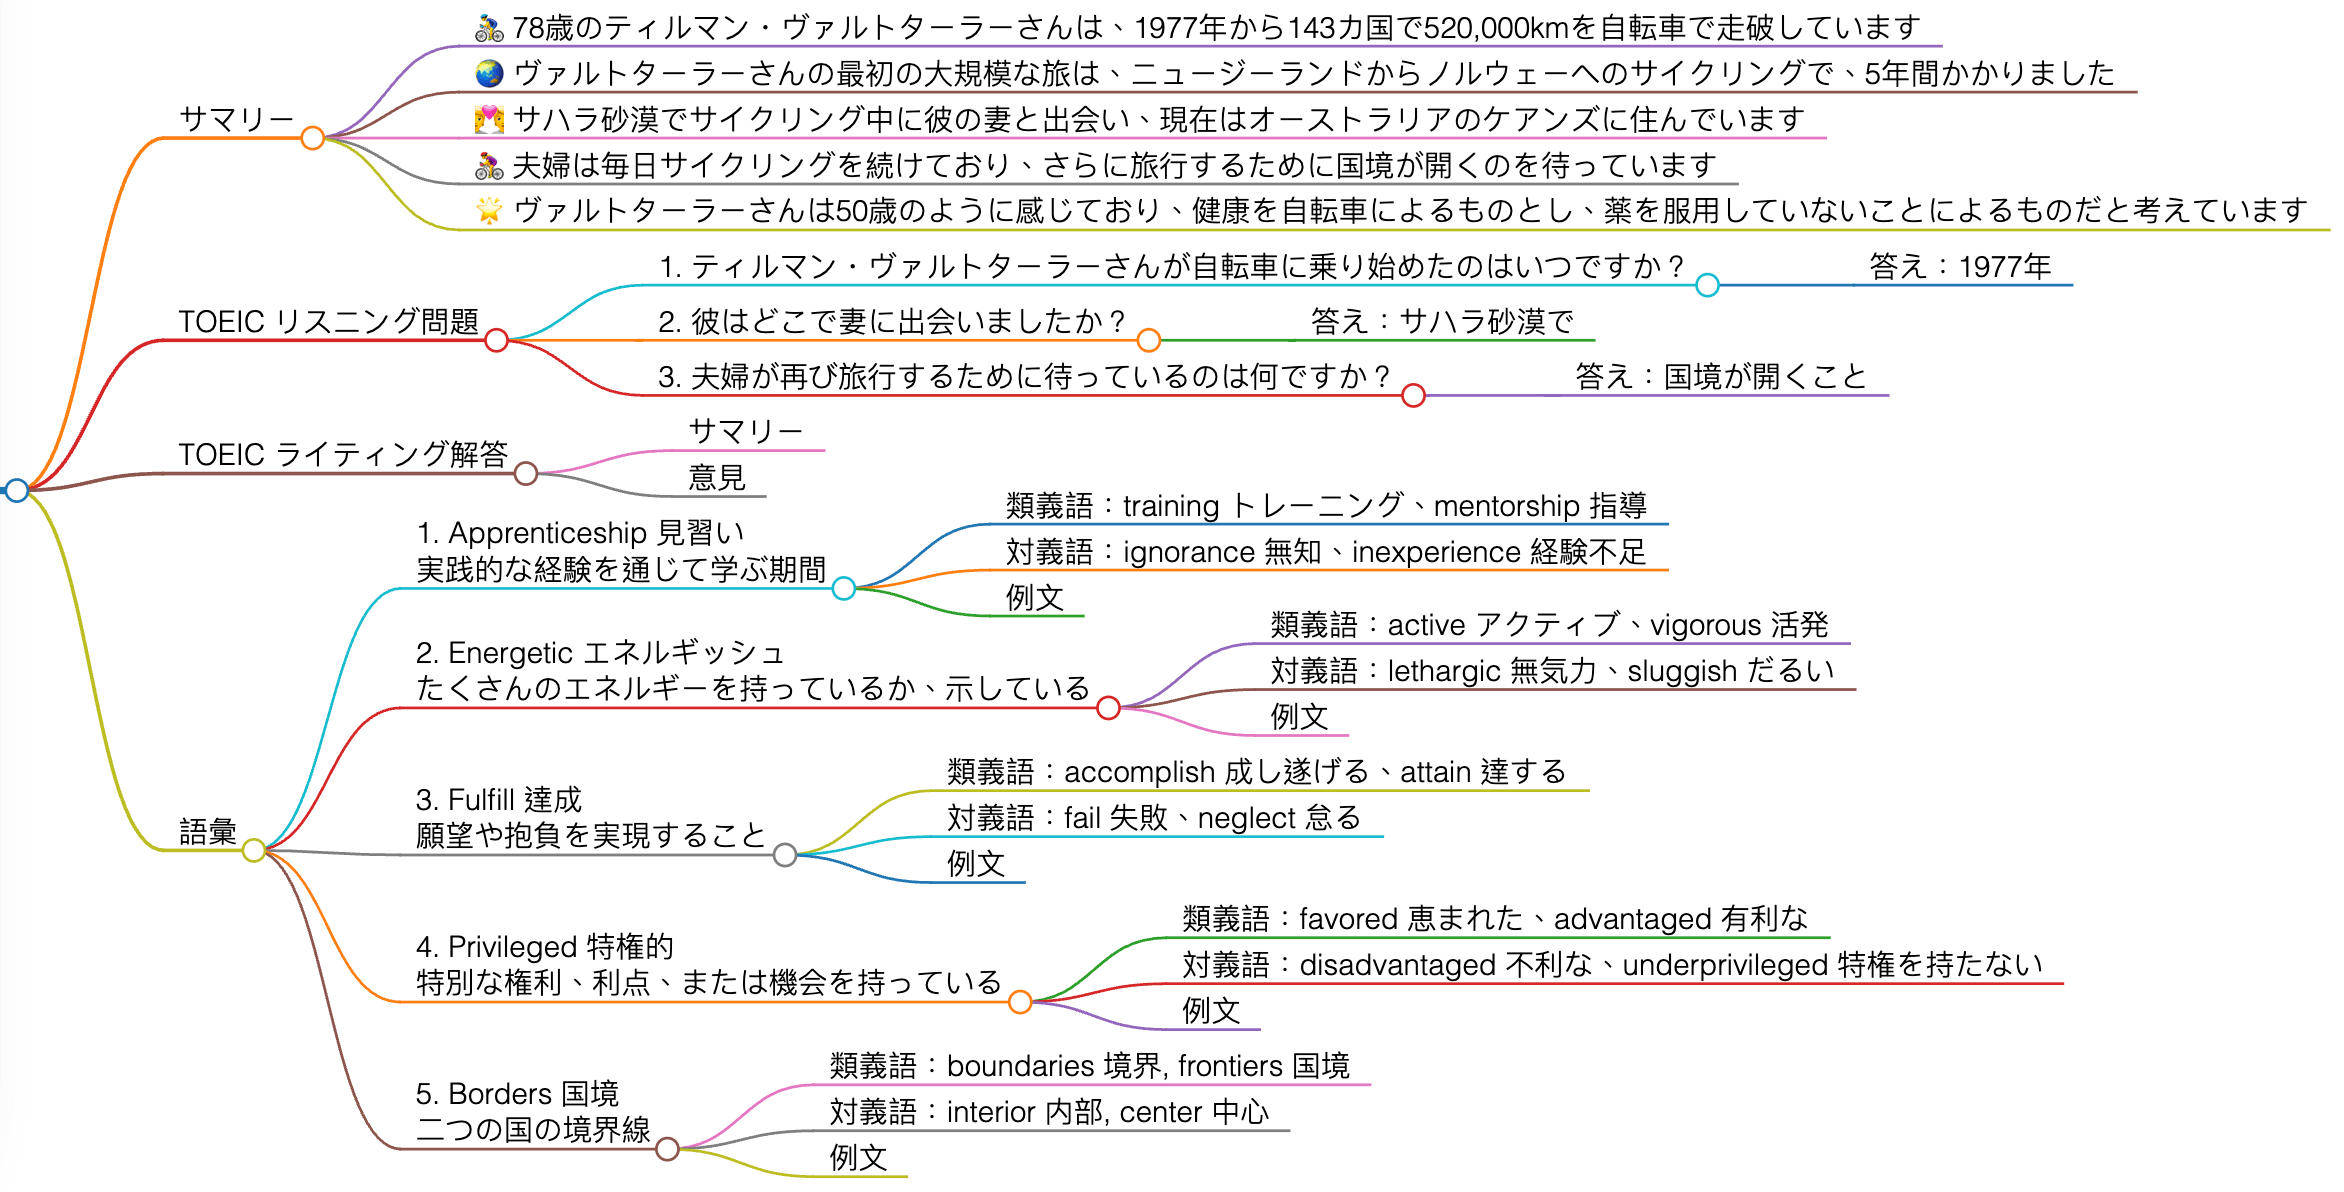 サマリー
🚴 78歳のティルマン・ヴァルトターラーさんは、1977年から143カ国で520,000kmを自転車で走破しています
🌏 ヴァルトターラーさんの最初の大規模な旅は、ニュージーランドからノルウェーへのサイクリングで、5年間かかりました
💏 サハラ砂漠でサイクリング中に彼の妻と出会い、現在はオーストラリアのケアンズに住んでいます
🚴‍♀️ 夫婦は毎日サイクリングを続けており、さらに旅行するために国境が開くのを待っています
🌟 ヴァルトターラーさんは50歳のように感じており、健康を自転車によるものとし、薬を服用していないことによるものだと考えています
TOEIC リスニング問題
1. ティルマン・ヴァルトターラーさんが自転車に乗り始めたのはいつですか？
答え：1977年
2. 彼はどこで妻に出会いましたか？
答え：サハラ砂漠で
3. 夫婦が再び旅行するために待っているのは何ですか？
答え：国境が開くこと
TOEIC ライティング解答
サマリー
意見
語彙
1. Apprenticeship 見習い
実践的な経験を通じて学ぶ期間
類義語：training トレーニング、mentorship 指導
対義語：ignorance 無知、inexperience 経験不足
例文
2. Energetic エネルギッシュ
たくさんのエネルギーを持っているか、示している
類義語：active アクティブ、vigorous 活発
対義語：lethargic 無気力、sluggish だるい
例文
3. Fulfill 達成
願望や抱負を実現すること
類義語：accomplish 成し遂げる、attain 達する
対義語：fail 失敗、neglect 怠る
例文
4. Privileged 特権的
特別な権利、利点、または機会を持っている
類義語：favored 恵まれた、advantaged 有利な
対義語：disadvantaged 不利な、underprivileged 特権を持たない
例文
5. Borders 国境
二つの国の境界線
類義語：boundaries 境界, frontiers 国境
対義語：interior 内部, center 中心
例文